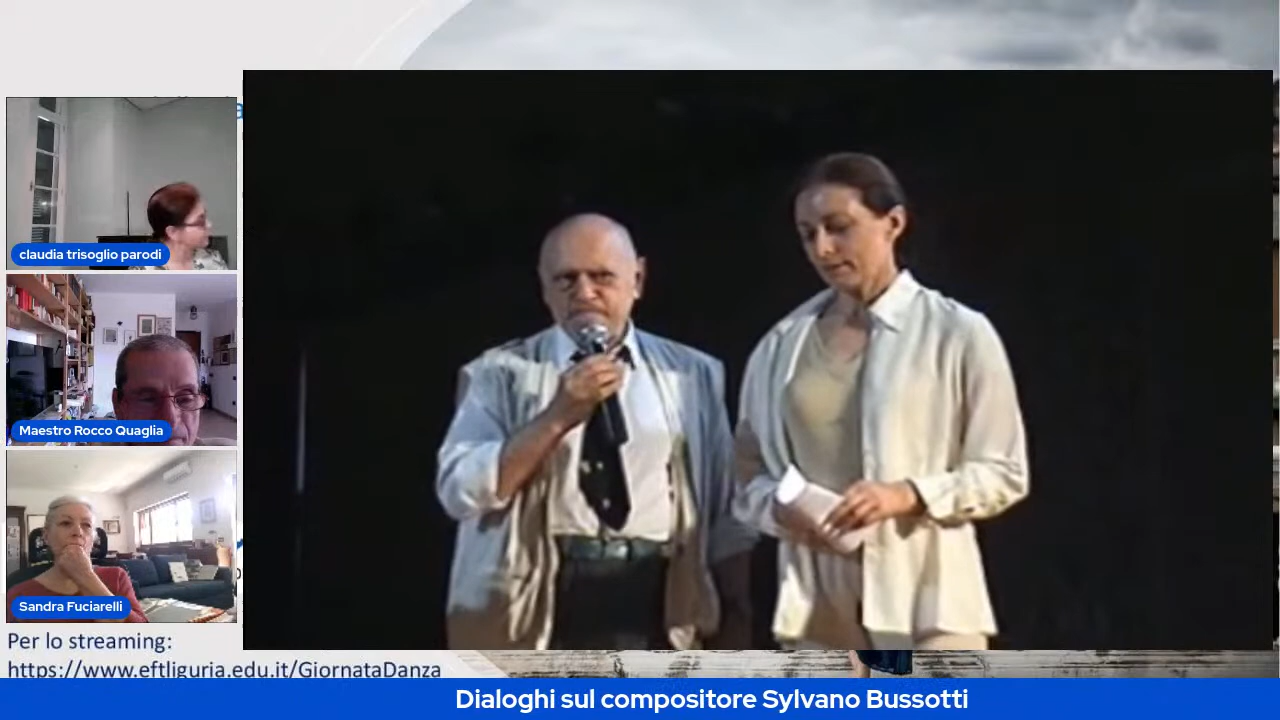 claudia trisoglio parodi
Maestro Rocco Quaglia
Sandra Fuciarelli
Per lo streaming:
https://www.eftliguria.edu.it/GiornataDanza
Dialoghi sul compositore Sylvano Bussotti